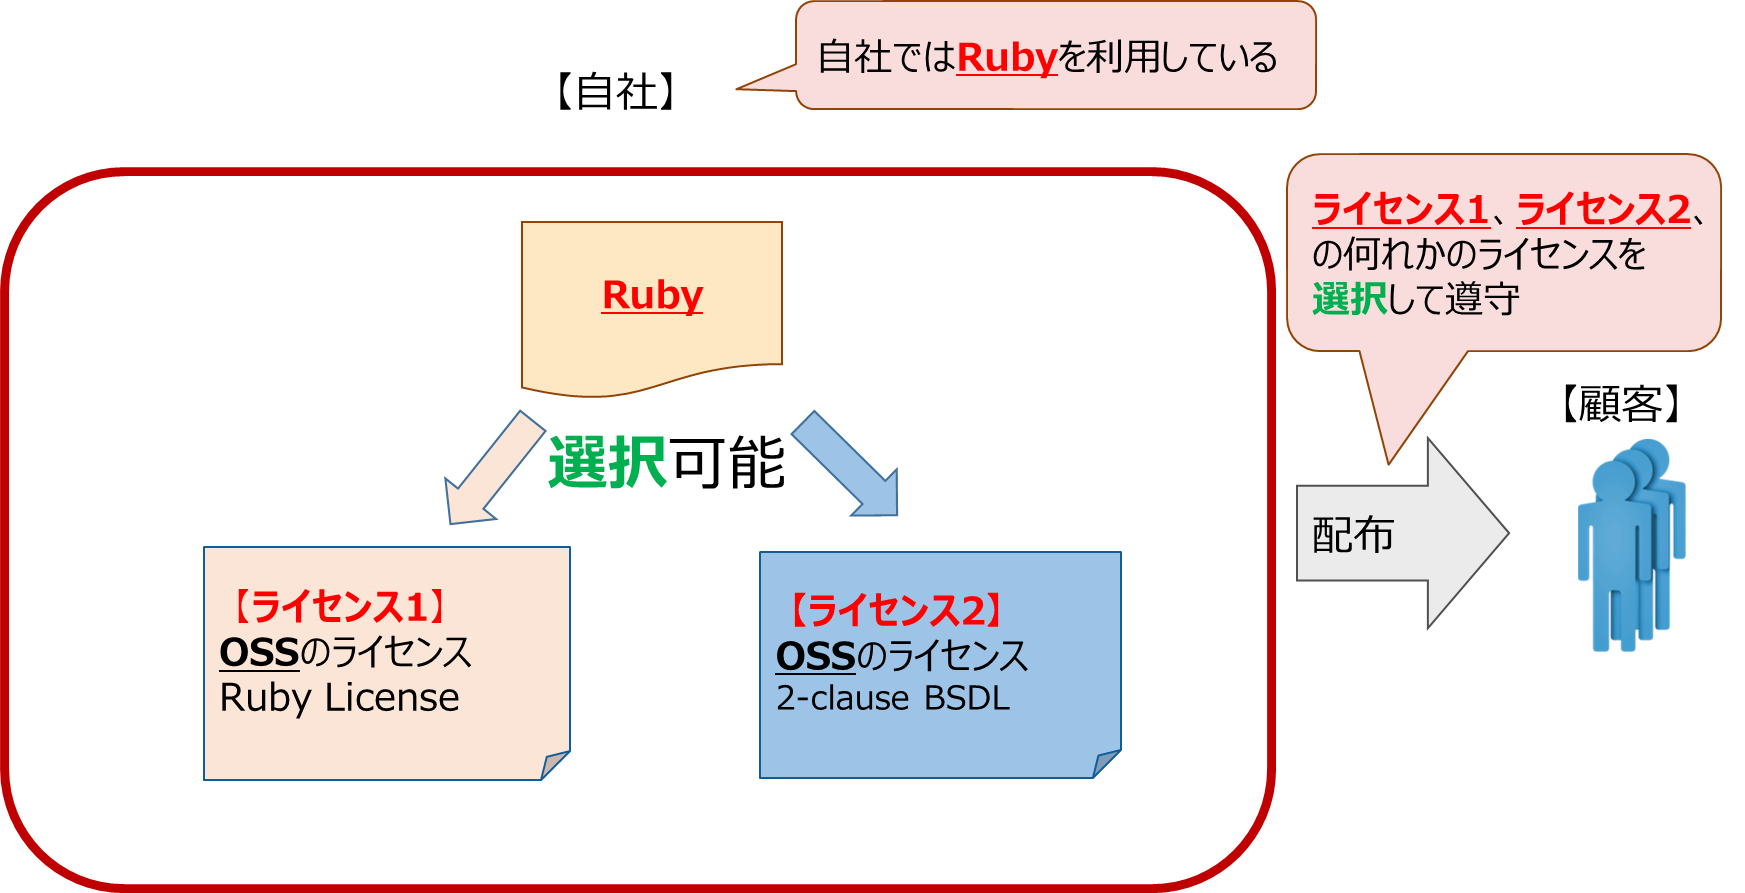 自社ではRubyを利用している
【自社】
ライセンス1、ライセンス2、
の何れかのライセンスを
選択して遵守
Ruby
【顧客】
選択可能
配布
【ライセンス1】
OSSのライセンス
Ruby License
【ライセンス2】
OSSのライセンス
2-clause BSDL